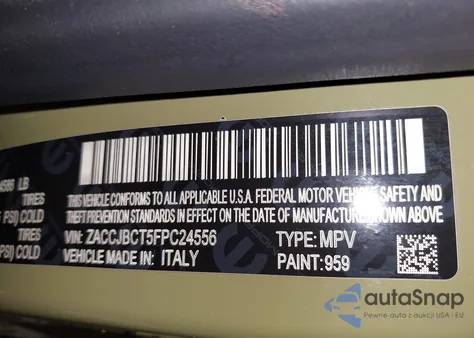 LB
TIRES
PSI) COLD
TIRES
PSI) COLD
THIS VEHICLE CONFORMS TO ALL APPLICABLE U.S.A. FEDERAL MOTOR VEHICLE SAFETY AND
THEFT PREVENTION STANDARDS IN EFFECT ON THE DATE OF MANUFACTURE SHOWN ABOVE
VIN: ZACCJBCT5FPC24556 TYPE: MPV
VEHICLE MADE IN: ITALY PAINT: 959
autoSnap
Pewne auta z aukcji USA i EU